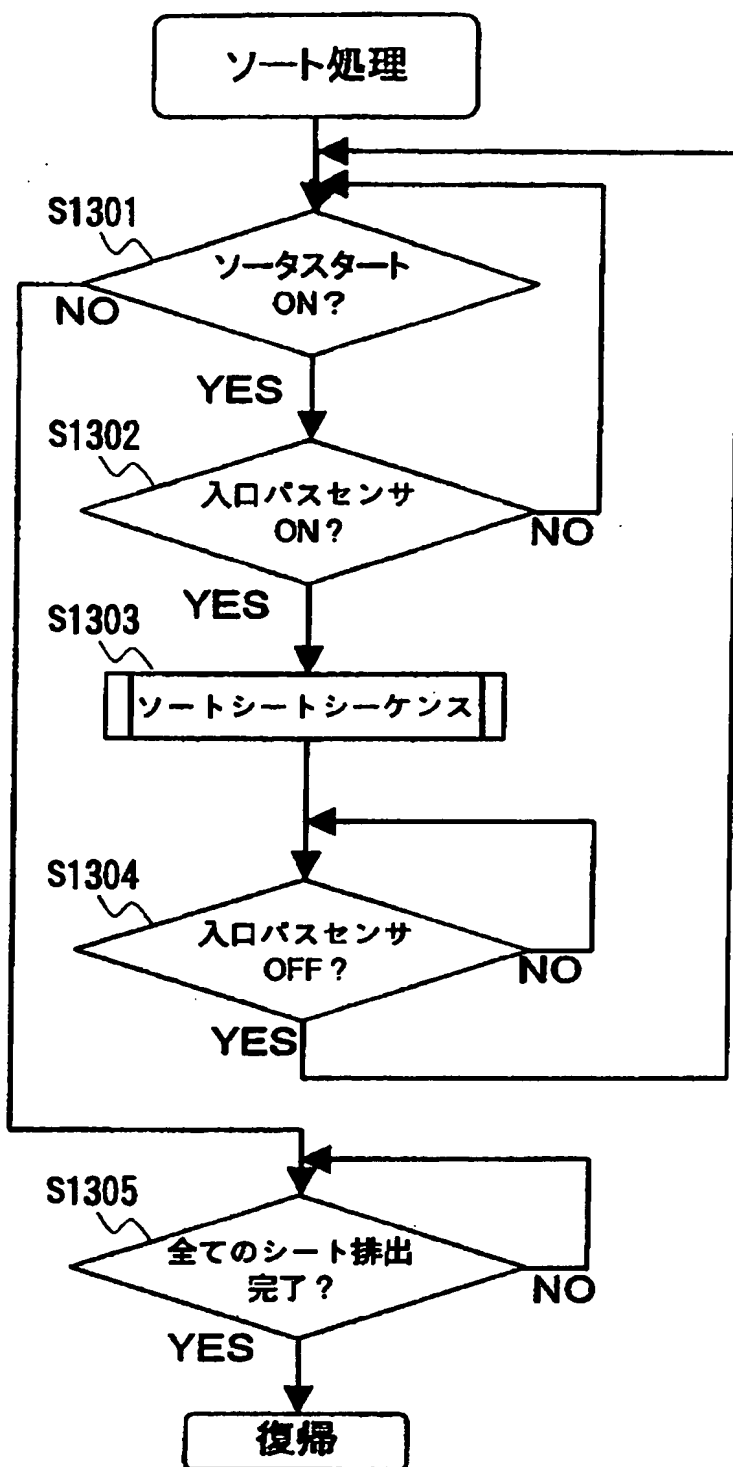 ソート処理
S1301
ソータスタート
ON?
NO
YES
S1302
入口パスセンサ
ON?
NO
YES
S1303
ソートシートシーケンス
S1304
入口パスセンサ
OFF?
NO
YES
S1305
全てのシート排出
完了?
NO
YES
復帰